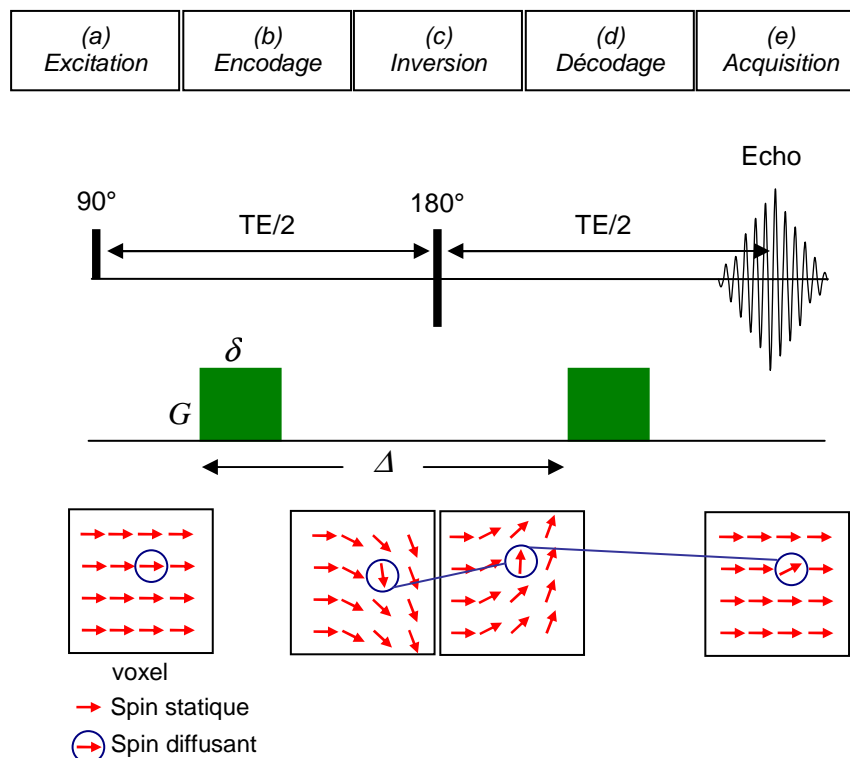 (a)
Excitation
(b)
Encodage
(c)
Inversion
(d)
Décodage
(e)
Acquisition
Echo
90°
180°
TE/2
TE/2
δ
G
Δ
voxel
Spin statique
Spin diffusant